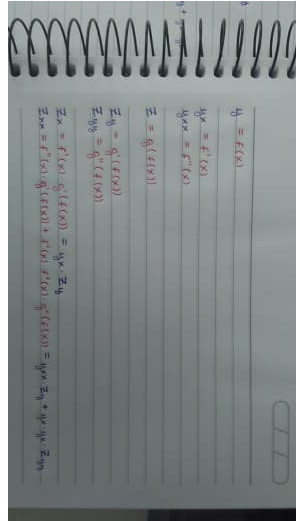 y = f(x)
yx = f'(x)
yxx = f"(x)
z = g(f(x))
zy = g'(f(x))
zyy = g"(f(x))
zx = f'(x) · g'(f(x)) = yx · zy
zxx = f"(x) · g'(f(x)) + f'(x) · f'(x) · g"(f(x)) = yxx · zy + yx · yx · zyy